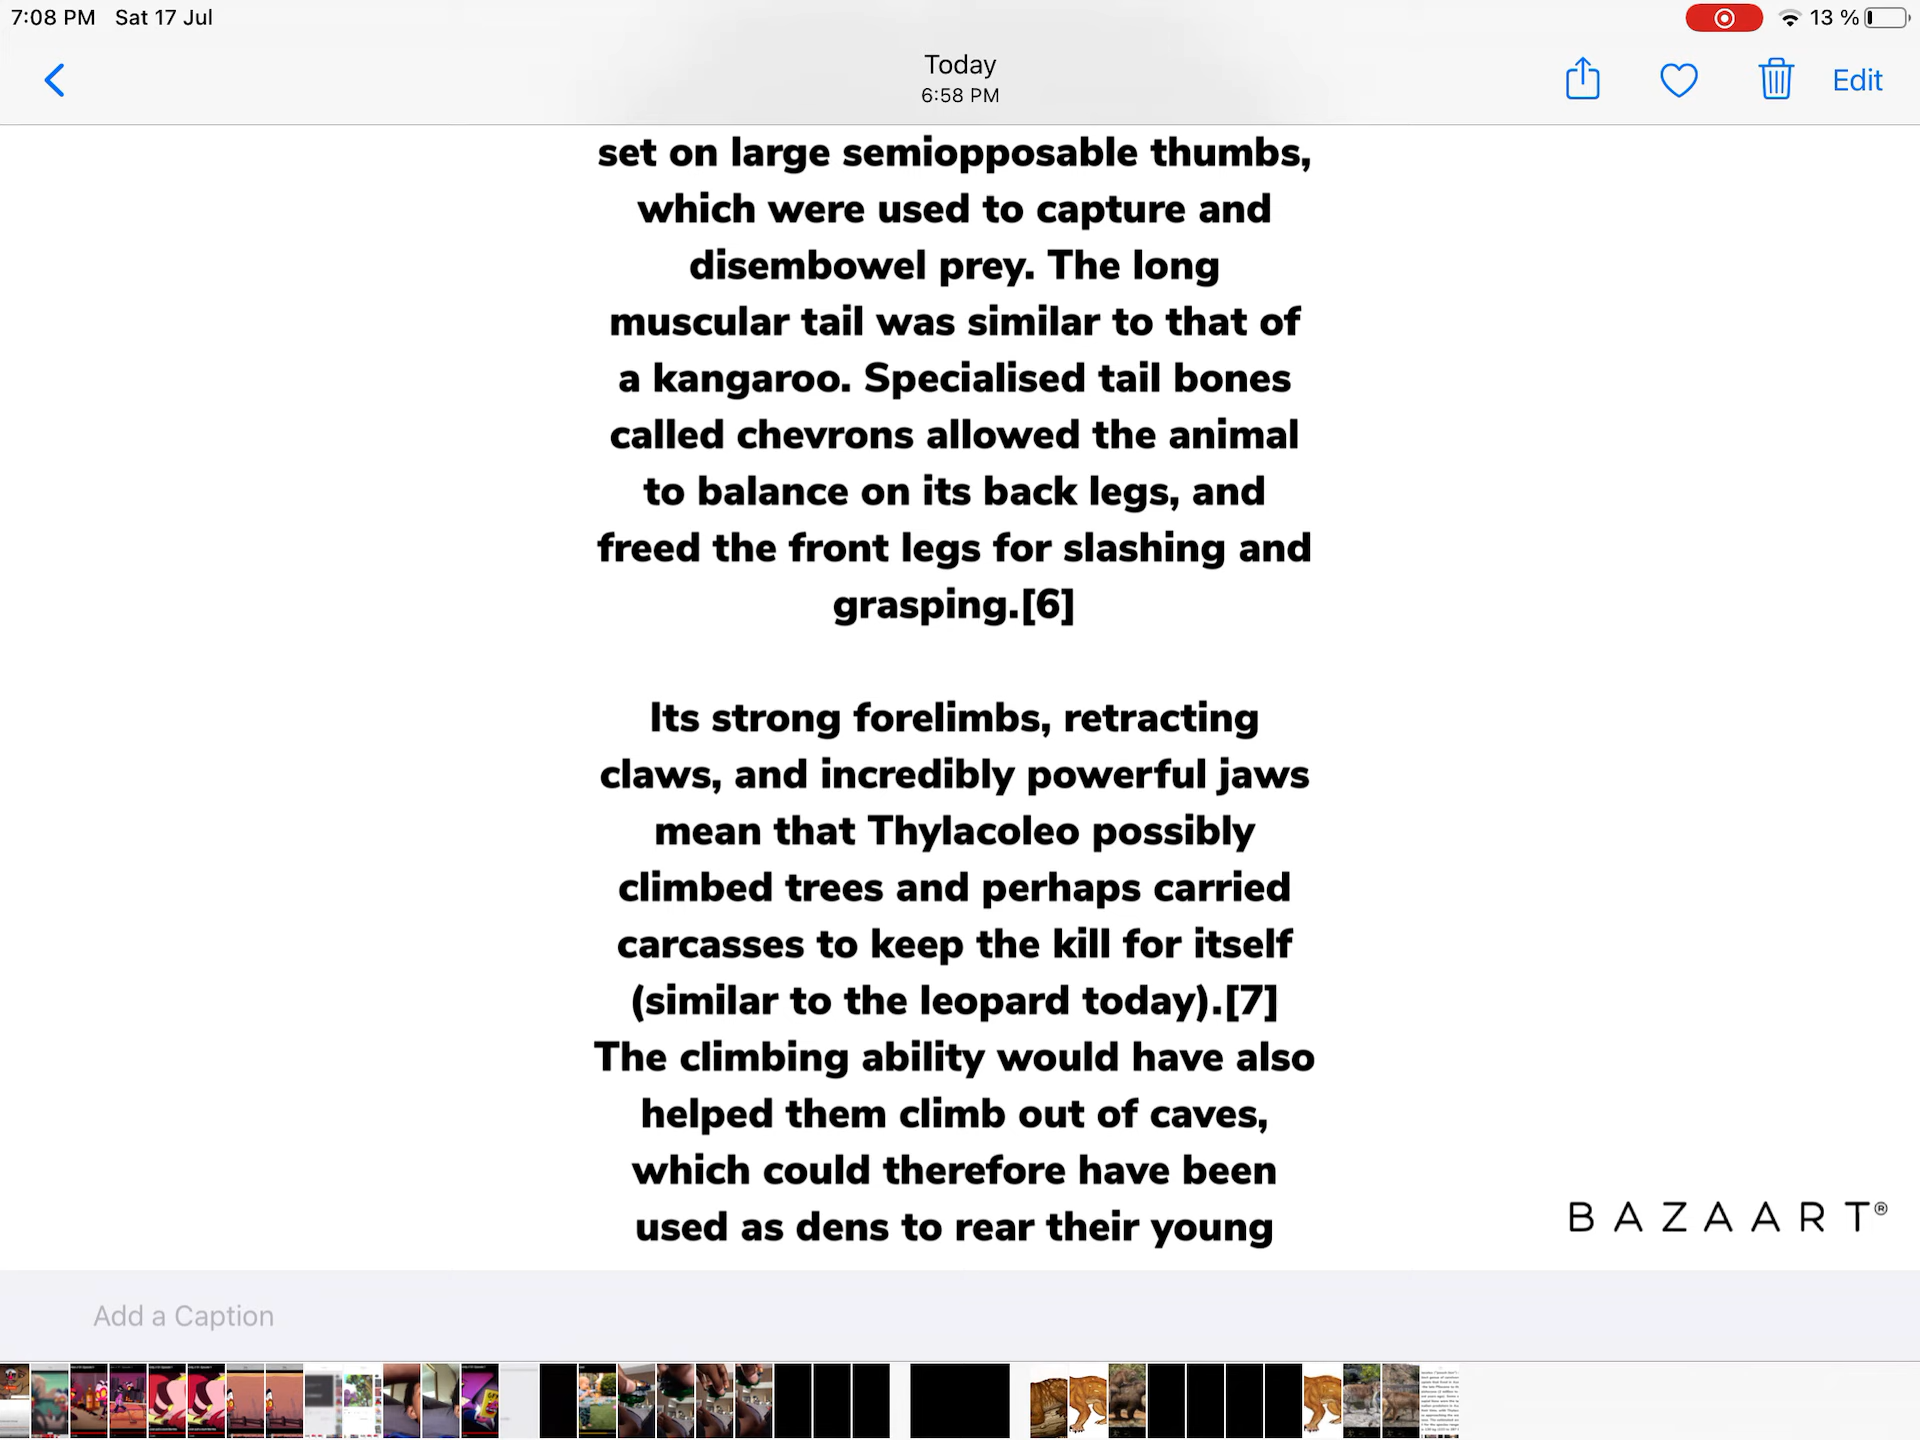 7:08 PM Sat 17 Jul
13 %
Today
6:58 PM
Edit
set on large semiopposable thumbs,
which were used to capture and
disembowel prey. The long
muscular tail was similar to that of
a kangaroo. Specialised tail bones
called chevrons allowed the animal
to balance on its back legs, and
freed the front legs for slashing and
grasping.[6]
Its strong forelimbs, retracting
claws, and incredibly powerful jaws
mean that Thylacoleo possibly
climbed trees and perhaps carried
carcasses to keep the kill for itself
(similar to the leopard today).[7]
The climbing ability would have also
helped them climb out of caves,
which could therefore have been
used as dens to rear their young
BAZAART®
Add a Caption